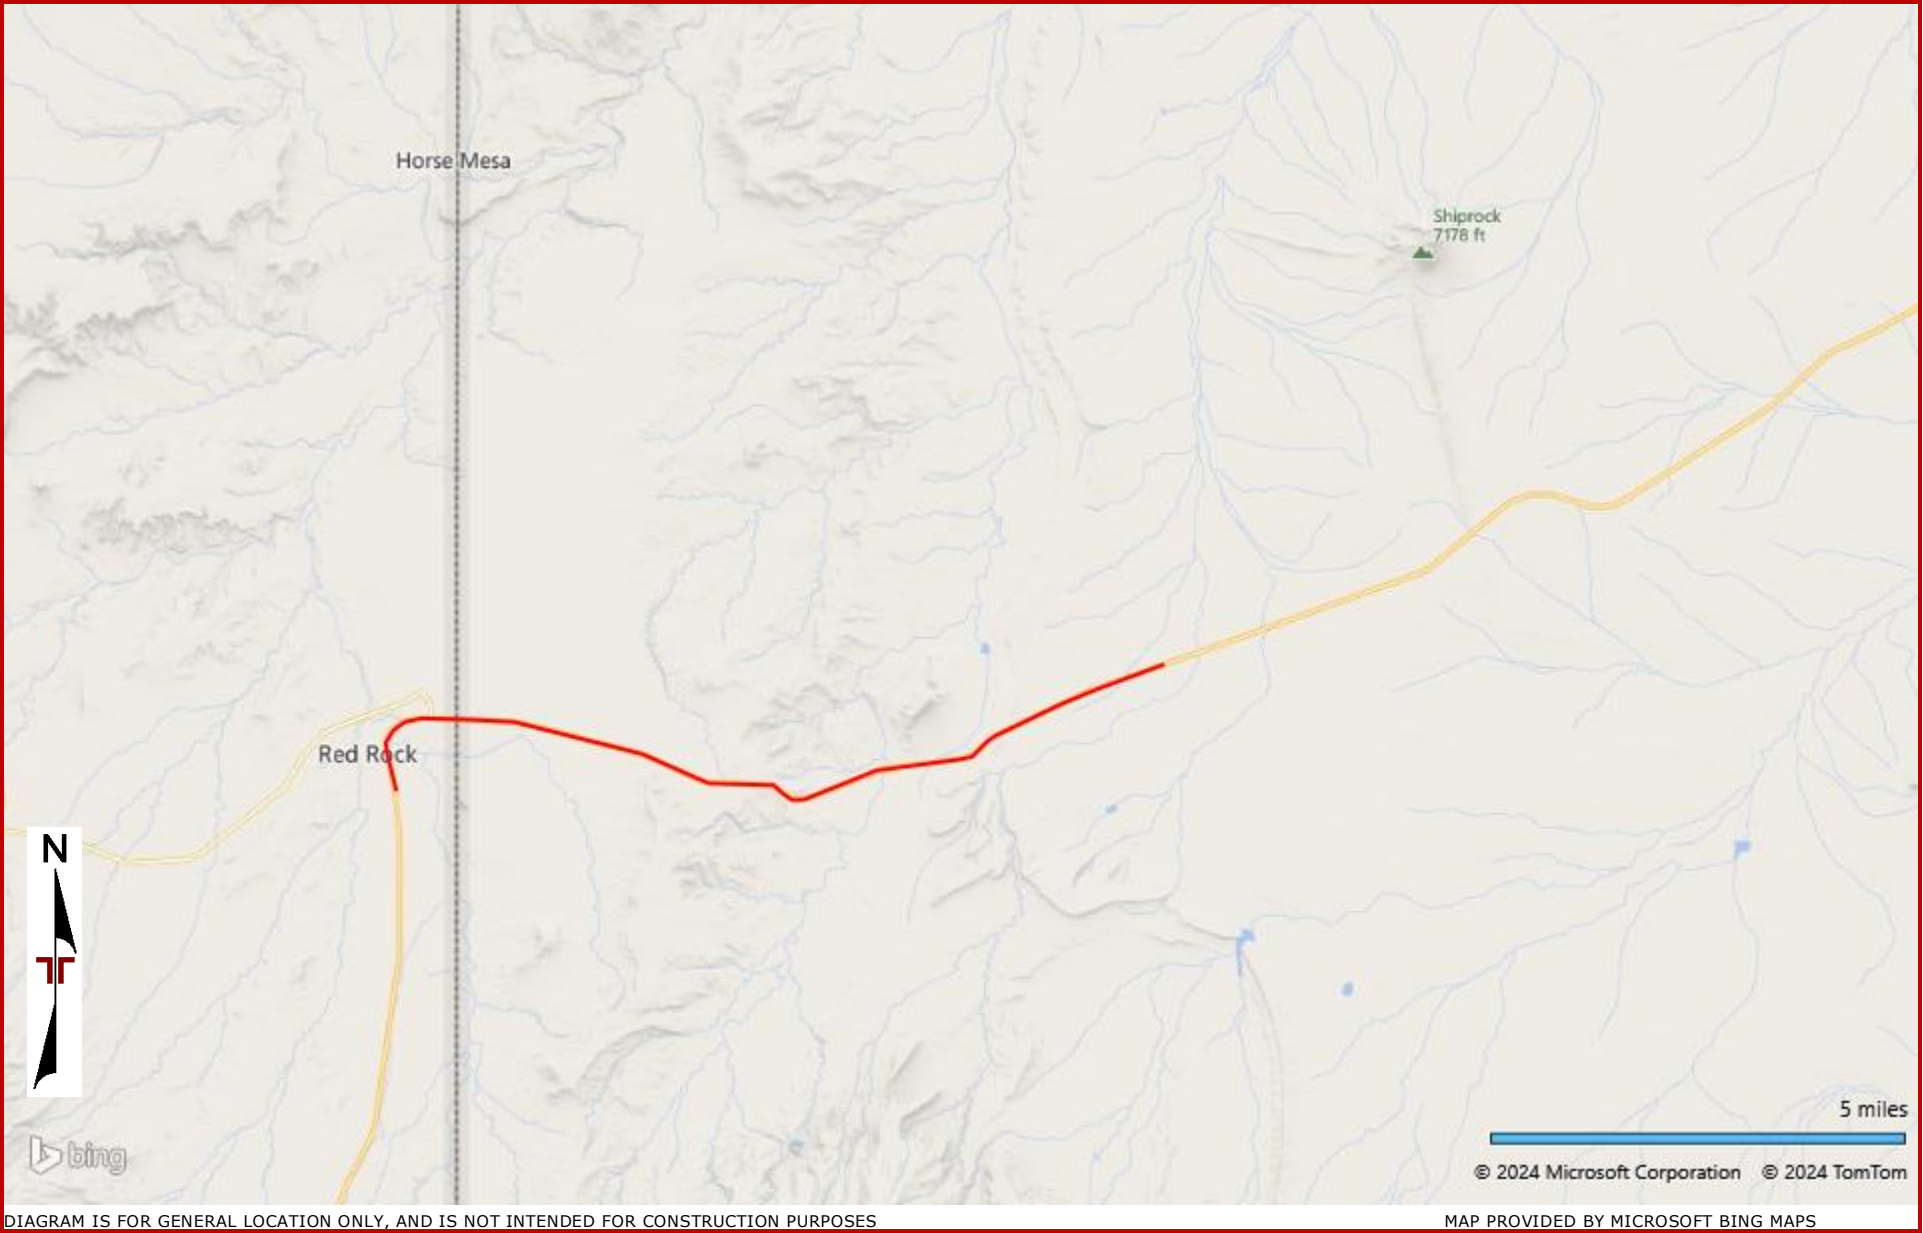 Horse Mesa
Shiprock
7178 ft
Red Rock
N
5 miles
bing
© 2024 Microsoft Corporation © 2024 TomTom
DIAGRAM IS FOR GENERAL LOCATION ONLY, AND IS NOT INTENDED FOR CONSTRUCTION PURPOSES
MAP PROVIDED BY MICROSOFT BING MAPS